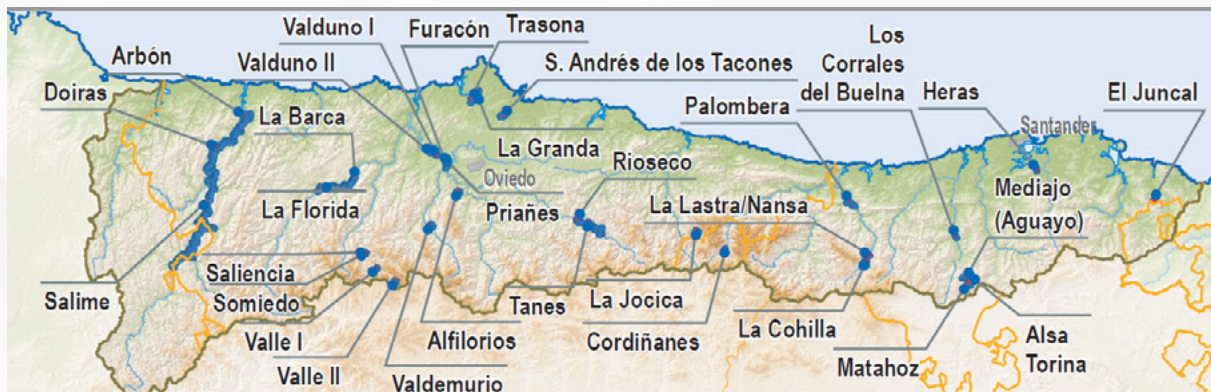 Valduno I
Furacón
Trasona
Los
Corrales
del Buelna
Arbón
Valduno II
S. Andrés de los Tacones
Doiras
Palombera
Heras
El Juncal
La Barca
Santander
La Granda
Rioseco
Oviedo
La Florida
Priañes
La Lastra/Nansa
Mediajo
(Aguayo)
Saliencia
Salime
Somiedo
Tanes
La Jocica
Valle I
Alfilorios
Cordiñanes
La Cohilla
Alsa
Torina
Matahoz
Valle II
Valdemurio